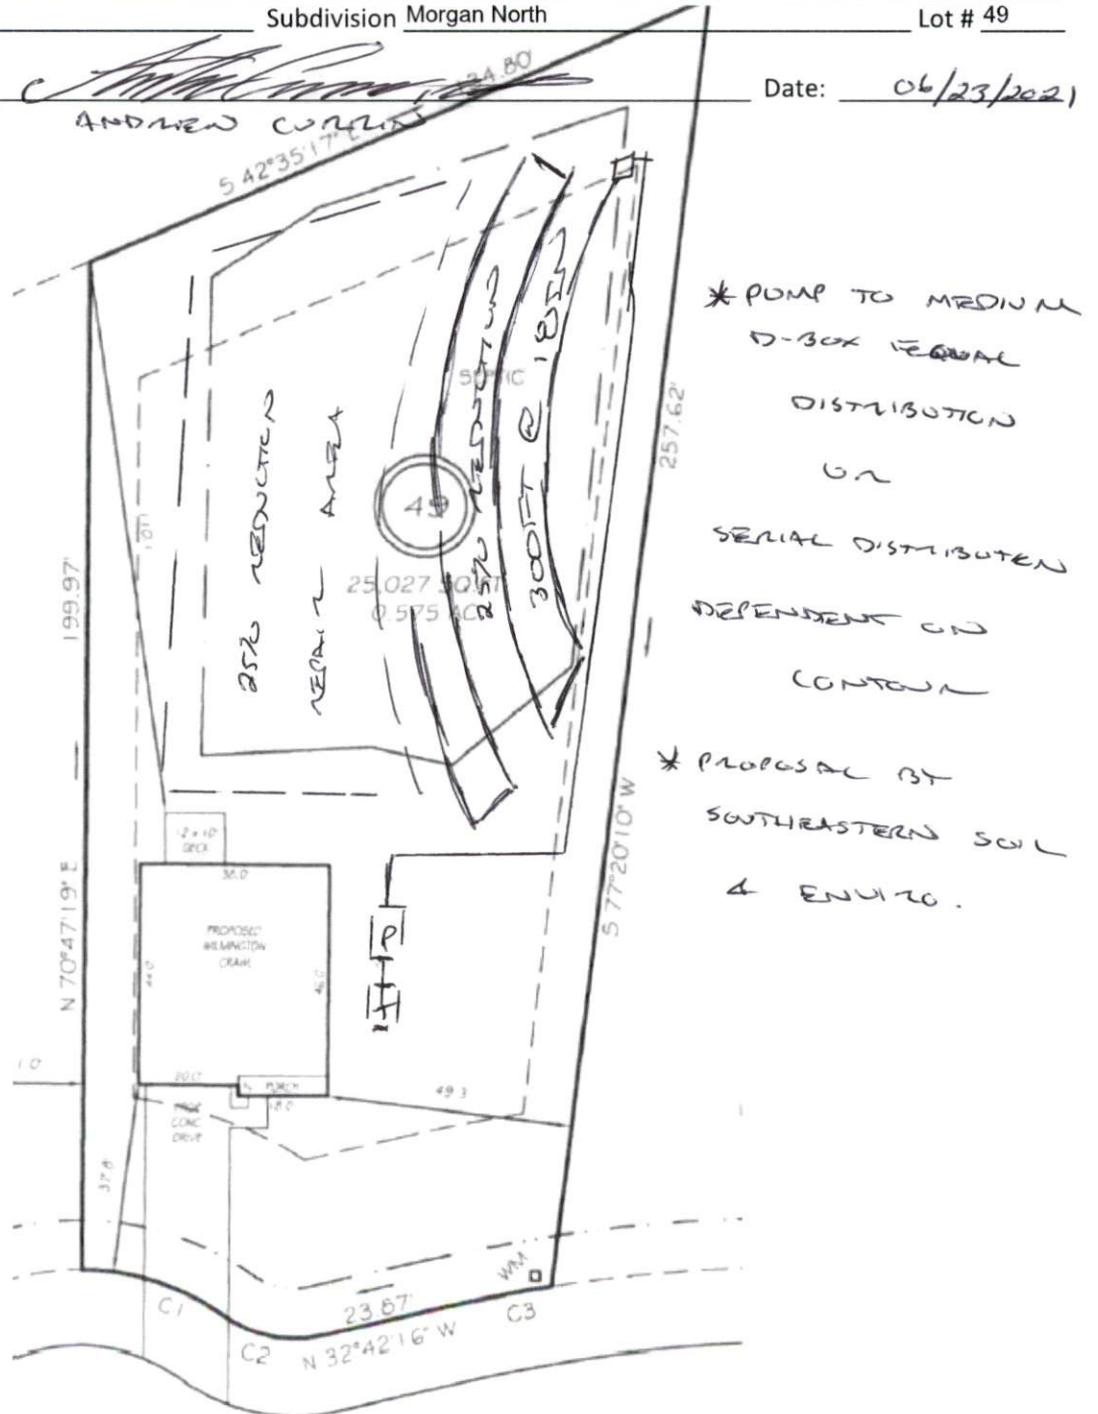 Subdivision Morgan North Lot # 49
Date: 06/23/2021
ANDREW CURRIN
S 42°35'17"
* PUMP TO MEDIUM
D-BOX EQUAL
DISTRIBUTION
OR
SERIAL DISTRIBUTION
DEPENDENT ON
CONTOUR
* PROPOSAL BY
SOUTHEASTERN SOIL
& ENVIRO.
25% REDUCTION
REPAIR AREA
SEPTIC
25% REDUCTION
300FT @ 18IN
49
25,027 SQ.FT
0.575 AC
257.62'
S 77°20'10" W
199.97'
N 70°47'19" E
12 x 10
DECK
38.0
PROPOSED
WILMINGTON
CRAWL
44.0
46.0
P
20.0
PORCH
18.0
CONC
DRIVE
49.3
37.8
WM
C1
C2
23.87'
N 32°42'16" W
C3